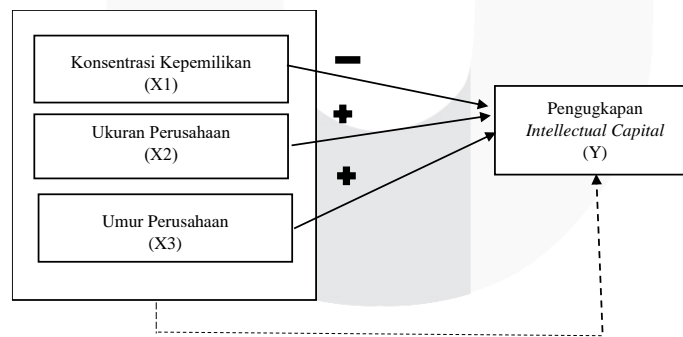 Konsentrasi Kepemilikan
(X1)
Ukuran Perusahaan
(X2)
Umur Perusahaan
(X3)
Pengugkapan
Intellectual Capital
(Y)